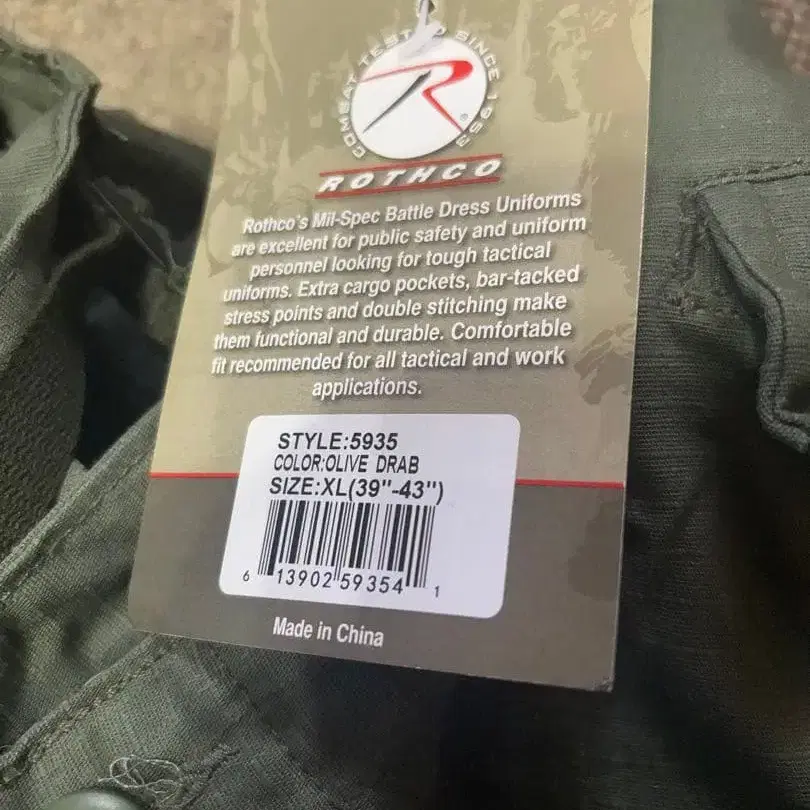 COMBAT TESTED SINCE 1953
R
ROTHCO
Rothco's Mil-Spec Battle Dress Uniforms
are excellent for public safety and uniform
personnel looking for tough tactical
uniforms. Extra cargo pockets, bar-tacked
stress points and double stitching make
them functional and durable. Comfortable
fit recommended for all tactical and work
applications.
STYLE:5935
COLOR:OLIVE DRAB
SIZE:XL(39"-43")
6 13902 59354 1
Made in China